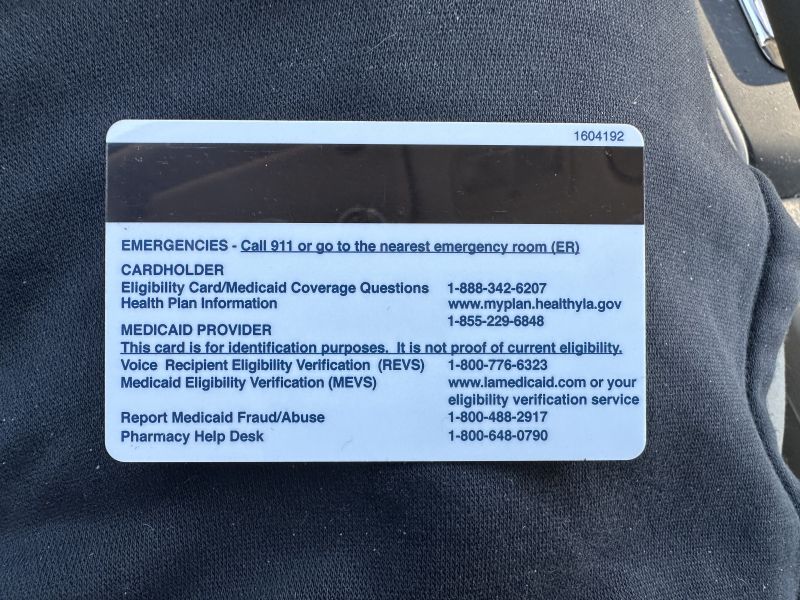 1604192
EMERGENCIES - Call 911 or go to the nearest emergency room (ER)
CARDHOLDER
Eligibility Card/Medicaid Coverage Questions 1-888-342-6207
Health Plan Information www.myplan.healthyla.gov
1-855-229-6848
MEDICAID PROVIDER
This card is for identification purposes. It is not proof of current eligibility.
Voice Recipient Eligibility Verification (REVS) 1-800-776-6323
Medicaid Eligibility Verification (MEVS) www.lamedicaid.com or your
eligibility verification service
Report Medicaid Fraud/Abuse 1-800-488-2917
Pharmacy Help Desk 1-800-648-0790